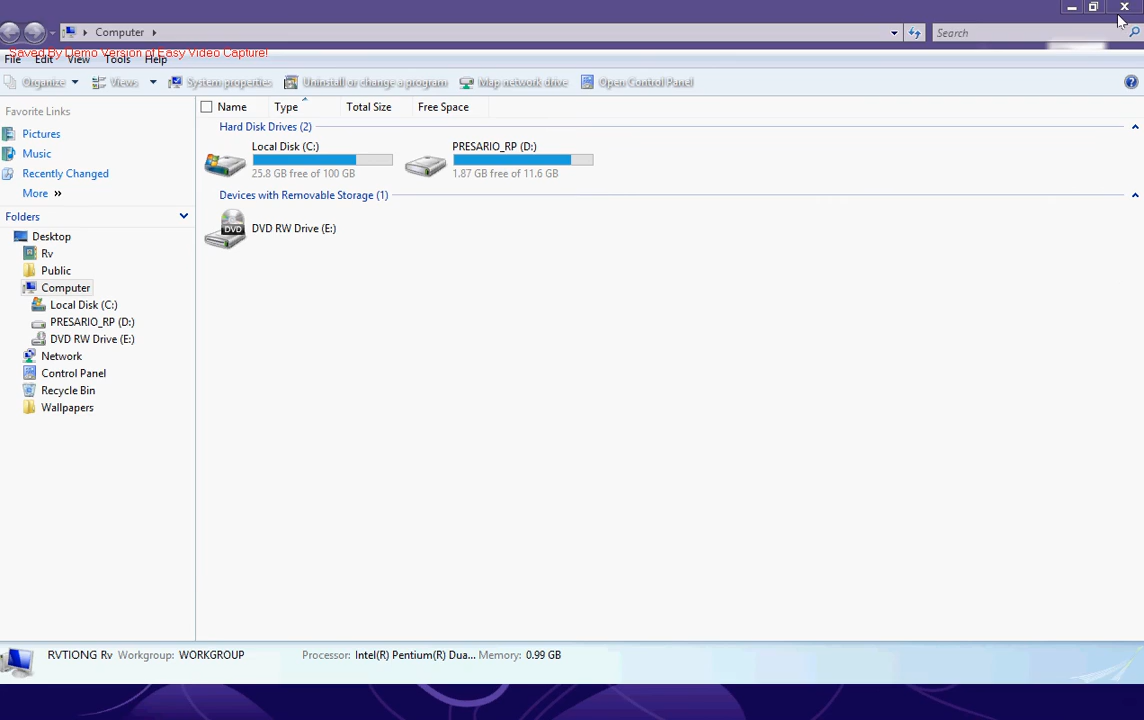 Computer
Search
Saved By Demo Version of Easy Video Capture!
File Edit View Tools Help
Organize Views System properties Uninstall or change a program Map network drive Open Control Panel
Favorite Links
Pictures
Music
Recently Changed
More »
Folders
Desktop
Rv
Public
Computer
Local Disk (C:)
PRESARIO_RP (D:)
DVD RW Drive (E:)
Network
Control Panel
Recycle Bin
Wallpapers
Name Type Total Size Free Space
Hard Disk Drives (2)
Local Disk (C:)
25.8 GB free of 100 GB
PRESARIO_RP (D:)
1.87 GB free of 11.6 GB
Devices with Removable Storage (1)
DVD
DVD RW Drive (E:)
RVTIONG Rv Workgroup: WORKGROUP Processor: Intel(R) Pentium(R) Dua... Memory: 0.99 GB